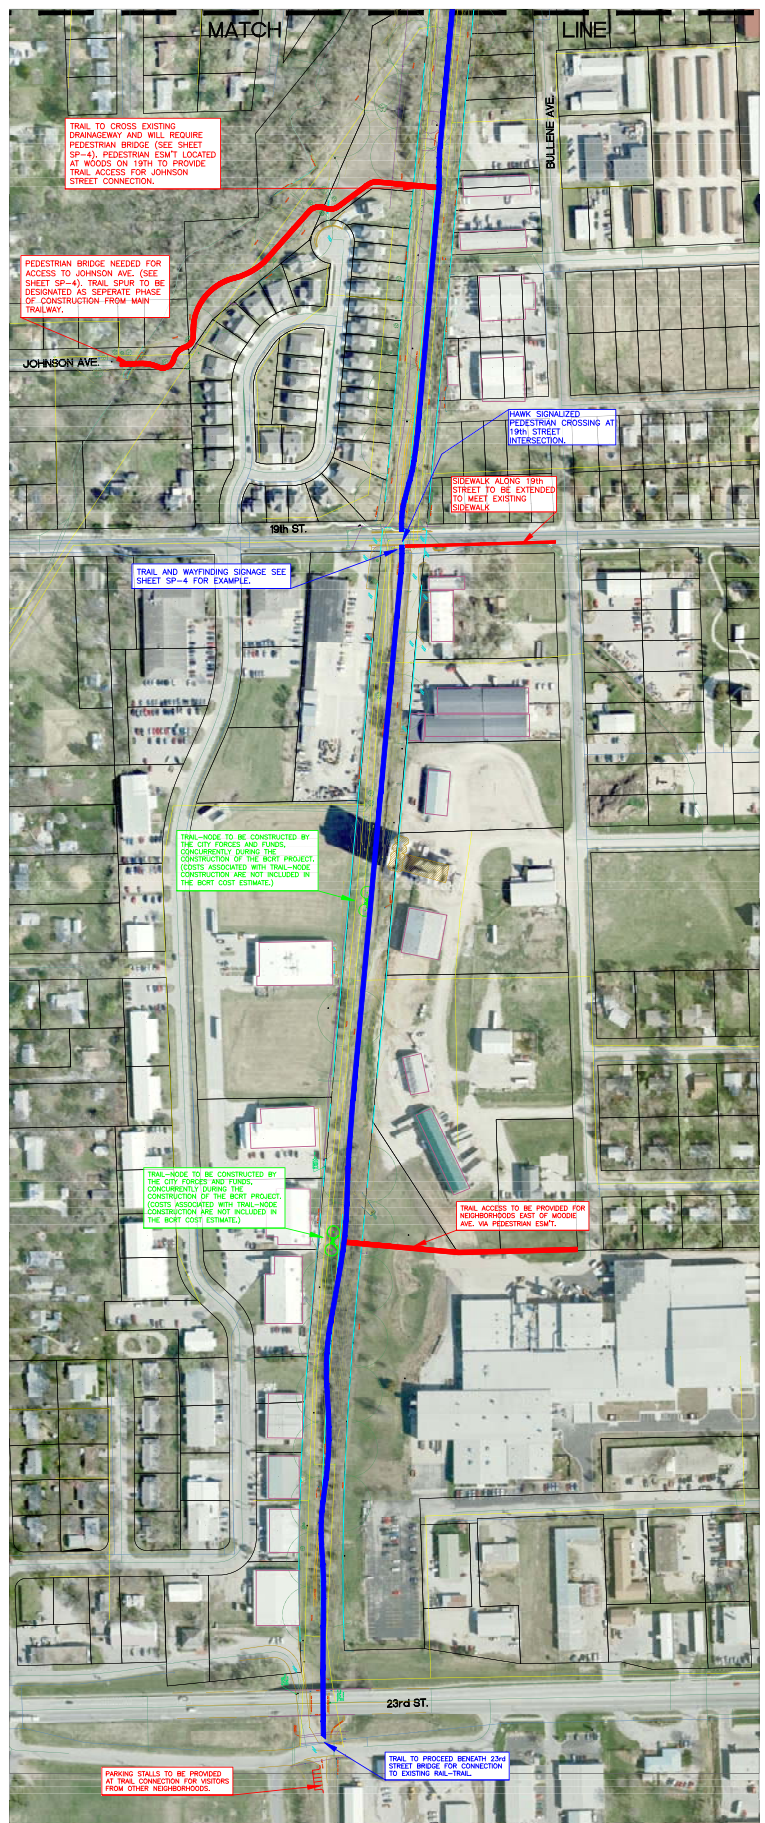 MATCH LINE
BULLENE AVE.
TRAIL TO CROSS EXISTING
DRAINAGEWAY AND WILL REQUIRE
PEDESTRIAN BRIDGE (SEE SHEET
SP-4). PEDESTRIAN ESM'T LOCATED
AT WOODS ON 19TH TO PROVIDE
TRAIL ACCESS FOR JOHNSON
STREET CONNECTION.
PEDESTRIAN BRIDGE NEEDED FOR
ACCESS TO JOHNSON AVE. (SEE
SHEET SP-4). TRAIL SPUR TO BE
DESIGNATED AS SEPERATE PHASE
OF CONSTRUCTION FROM MAIN
TRAILWAY.
JOHNSON AVE.
HAWK SIGNALIZED
PEDESTRIAN CROSSING AT
19th STREET
INTERSECTION.
SIDEWALK ALONG 19th
STREET TO BE EXTENDED
TO MEET EXISTING
SIDEWALK
19th ST.
TRAIL AND WAYFINDING SIGNAGE SEE
SHEET SP-4 FOR EXAMPLE.
TRAIL-NODE TO BE CONSTRUCTED BY
THE CITY FORCES AND FUNDS,
CONCURRENTLY DURING THE
CONSTRUCTION OF THE BCRT PROJECT.
(COSTS ASSOCIATED WITH TRAIL-NODE
CONSTRUCTION ARE NOT INCLUDED IN
THE BCRT COST ESTIMATE.)
TRAIL-NODE TO BE CONSTRUCTED BY
THE CITY FORCES AND FUNDS,
CONCURRENTLY DURING THE
CONSTRUCTION OF THE BCRT PROJECT.
(COSTS ASSOCIATED WITH TRAIL-NODE
CONSTRUCTION ARE NOT INCLUDED IN
THE BCRT COST ESTIMATE.)
TRAIL ACCESS TO BE PROVIDED FOR
NEIGHBORHOODS EAST OF MOODIE
AVE. VIA PEDESTRIAN ESM'T.
23rd ST.
TRAIL TO PROCEED BENEATH 23rd
STREET BRIDGE FOR CONNECTION
TO EXISTING RAIL-TRAIL.
PARKING STALLS TO BE PROVIDED
AT TRAIL CONNECTION FOR VISITORS
FROM OTHER NEIGHBORHOODS.